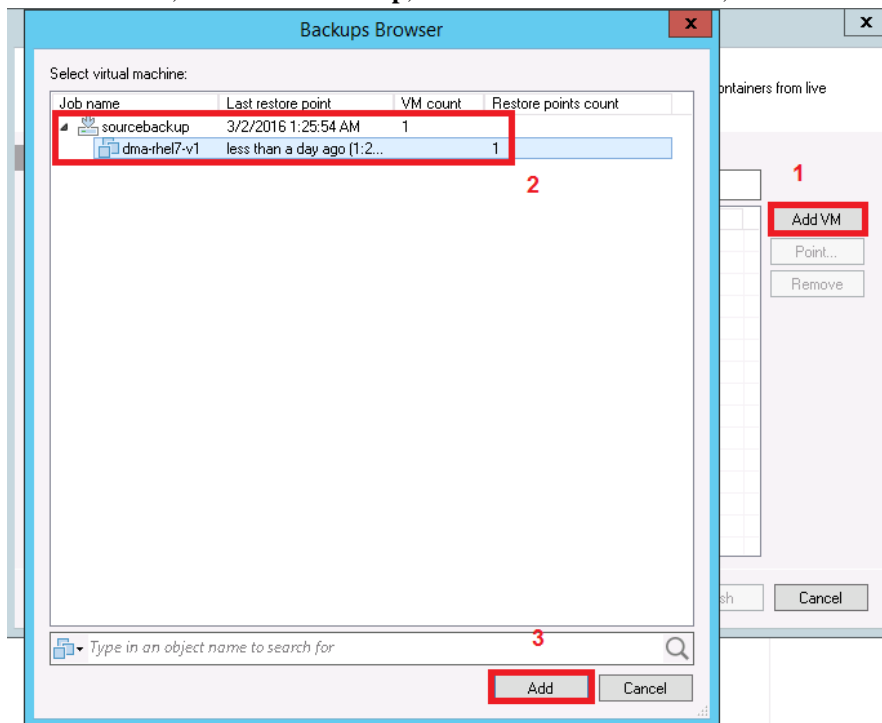 Backups Browser
x
x
Select virtual machine:
ontainers from live
Job name Last restore point VM count Restore points count
sourcebackup 3/2/2016 1:25:54 AM 1
dma-rhel7-v1 less than a day ago (1:2... 1
2
1
Add VM
Point...
Remove
sh Cancel
Type in an object name to search for
3
Add Cancel